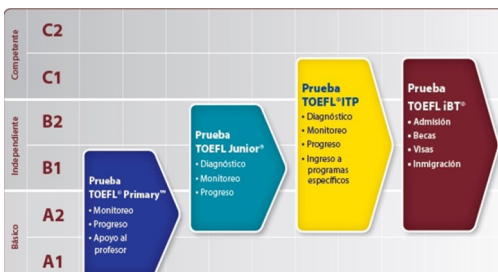 Competente
C2
C1
Independiente
B2
B1
Básico
A2
A1
Prueba
TOEFL® Primary™
• Monitoreo
• Progreso
• Apoyo al
profesor
Prueba
TOEFL Junior®
• Diagnóstico
• Monitoreo
• Progreso
Prueba
TOEFL®ITP
• Diagnóstico
• Monitoreo
• Progreso
• Ingreso a
programas
específicos
Prueba
TOEFL iBT®
• Admisión
• Becas
• Visas
• Inmigración